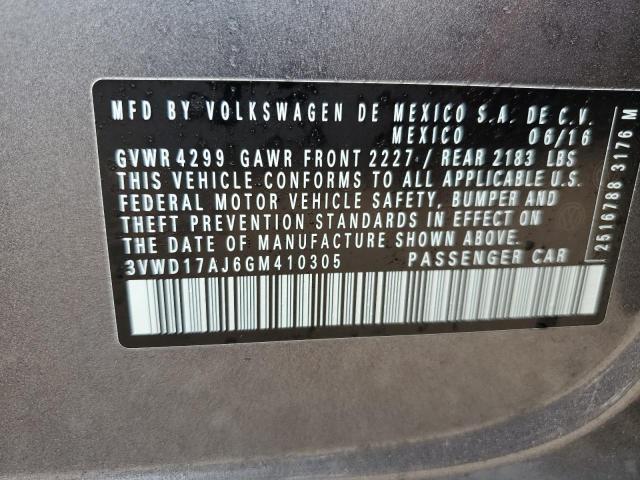 MFD BY VOLKSWAGEN DE MEXICO S.A. DE C.V.
MEXICO 06/16
GVWR 4299 GAWR FRONT 2227 / REAR 2183 LBS
THIS VEHICLE CONFORMS TO ALL APPLICABLE U.S.
FEDERAL MOTOR VEHICLE SAFETY, BUMPER AND
THEFT PREVENTION STANDARDS IN EFFECT ON
THE DATE OF MANUFACTURE SHOWN ABOVE.
3VWD17AJ6GM410305 PASSENGER CAR
2516788 3176 M